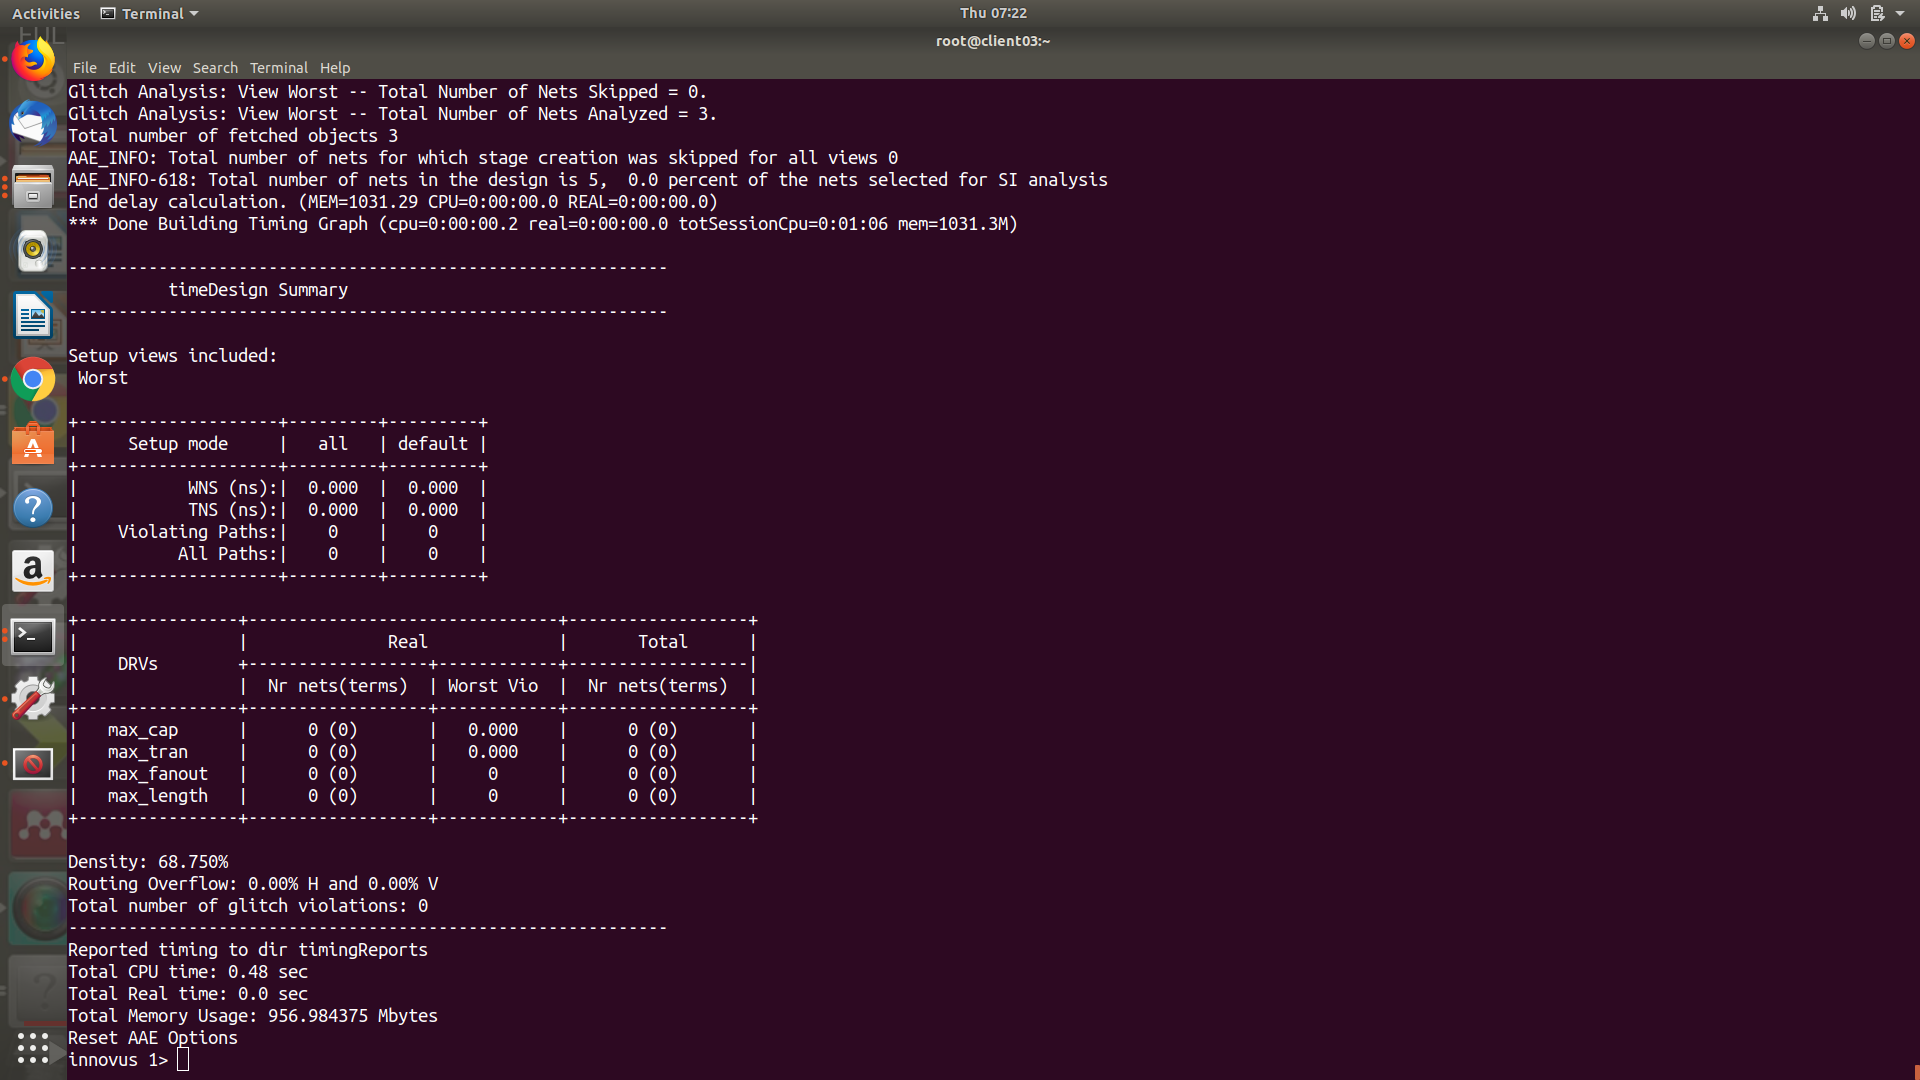 Activities Terminal Thu 07:22
root@client03:~
File Edit View Search Terminal Help
Glitch Analysis: View Worst -- Total Number of Nets Skipped = 0.
Glitch Analysis: View Worst -- Total Number of Nets Analyzed = 3.
Total number of fetched objects 3
AAE_INFO: Total number of nets for which stage creation was skipped for all views 0
AAE_INFO-618: Total number of nets in the design is 5,  0.0 percent of the nets selected for SI analysis
End delay calculation. (MEM=1031.29 CPU=0:00:00.0 REAL=0:00:00.0)
*** Done Building Timing Graph (cpu=0:00:00.2 real=0:00:00.0 totSessionCpu=0:01:06 mem=1031.3M)
------------------------------------------------------------
          timeDesign Summary
------------------------------------------------------------
Setup views included:
 Worst
+--------------------+---------+---------+
|     Setup mode     |   all   | default |
+--------------------+---------+---------+
|           WNS (ns):|  0.000  |  0.000  |
|           TNS (ns):|  0.000  |  0.000  |
|    Violating Paths:|    0    |    0    |
|          All Paths:|    0    |    0    |
+--------------------+---------+---------+
+----------------+-------------------------------+------------------+
|                |              Real             |       Total      |
|    DRVs        +------------------+------------+------------------|
|                |  Nr nets(terms)  | Worst Vio  |  Nr nets(terms)  |
+----------------+------------------+------------+------------------+
|   max_cap      |      0 (0)       |   0.000    |      0 (0)       |
|   max_tran     |      0 (0)       |   0.000    |      0 (0)       |
|   max_fanout   |      0 (0)       |     0      |      0 (0)       |
|   max_length   |      0 (0)       |     0      |      0 (0)       |
+----------------+------------------+------------+------------------+
Density: 68.750%
Routing Overflow: 0.00% H and 0.00% V
Total number of glitch violations: 0
------------------------------------------------------------
Reported timing to dir timingReports
Total CPU time: 0.48 sec
Total Real time: 0.0 sec
Total Memory Usage: 956.984375 Mbytes
Reset AAE Options
innovus 1>